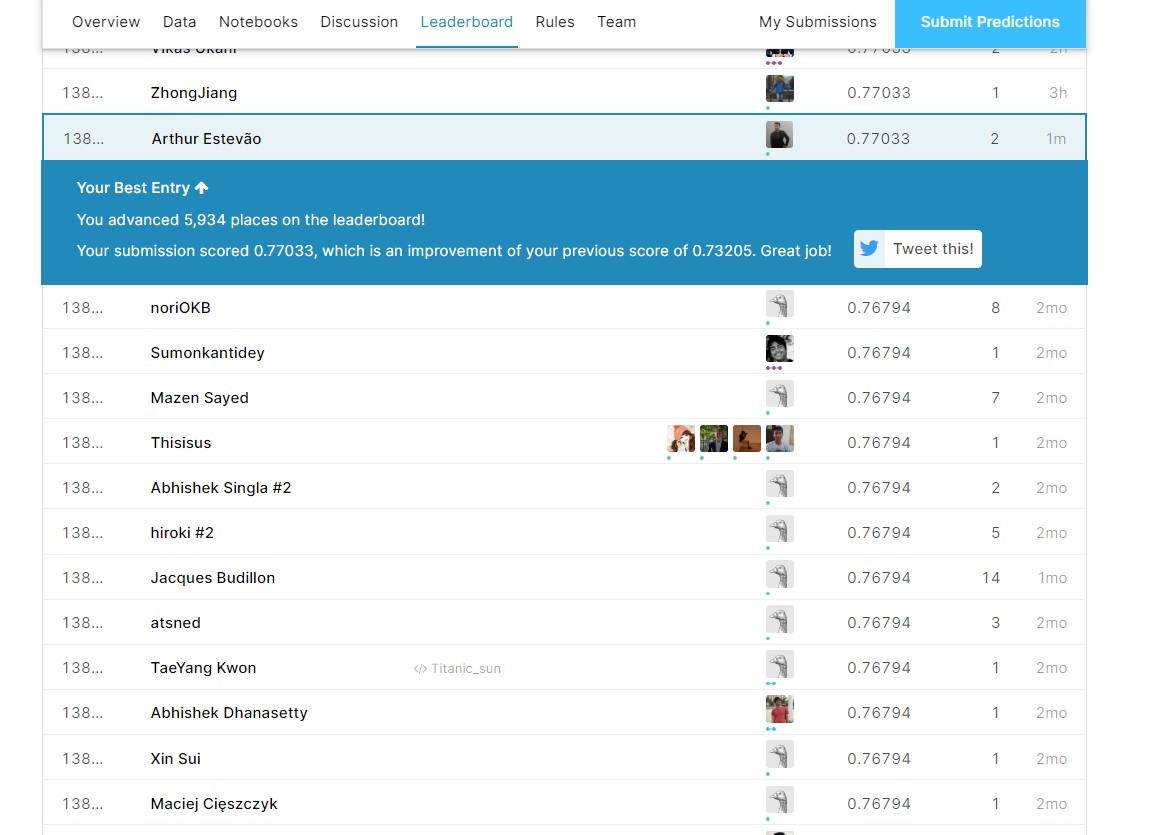 Overview Data Notebooks Discussion Leaderboard Rules Team My Submissions Submit Predictions
Vikas Ukani 0.77033 2 2h
138... ZhongJiang 0.77033 1 3h
138... Arthur Estevão 0.77033 2 1m
Your Best Entry
You advanced 5,934 places on the leaderboard!
Your submission scored 0.77033, which is an improvement of your previous score of 0.73205. Great job! Tweet this!
138... noriOKB 0.76794 8 2mo
138... Sumonkantidey 0.76794 1 2mo
138... Mazen Sayed 0.76794 7 2mo
138... Thisisus 0.76794 1 2mo
138... Abhishek Singla #2 0.76794 2 2mo
138... hiroki #2 0.76794 5 2mo
138... Jacques Budillon 0.76794 14 1mo
138... atsned 0.76794 3 2mo
138... TaeYang Kwon </> Titanic_sun 0.76794 1 2mo
138... Abhishek Dhanasetty 0.76794 1 2mo
138... Xin Sui 0.76794 1 2mo
138... Maciej Cięszczyk 0.76794 1 2mo